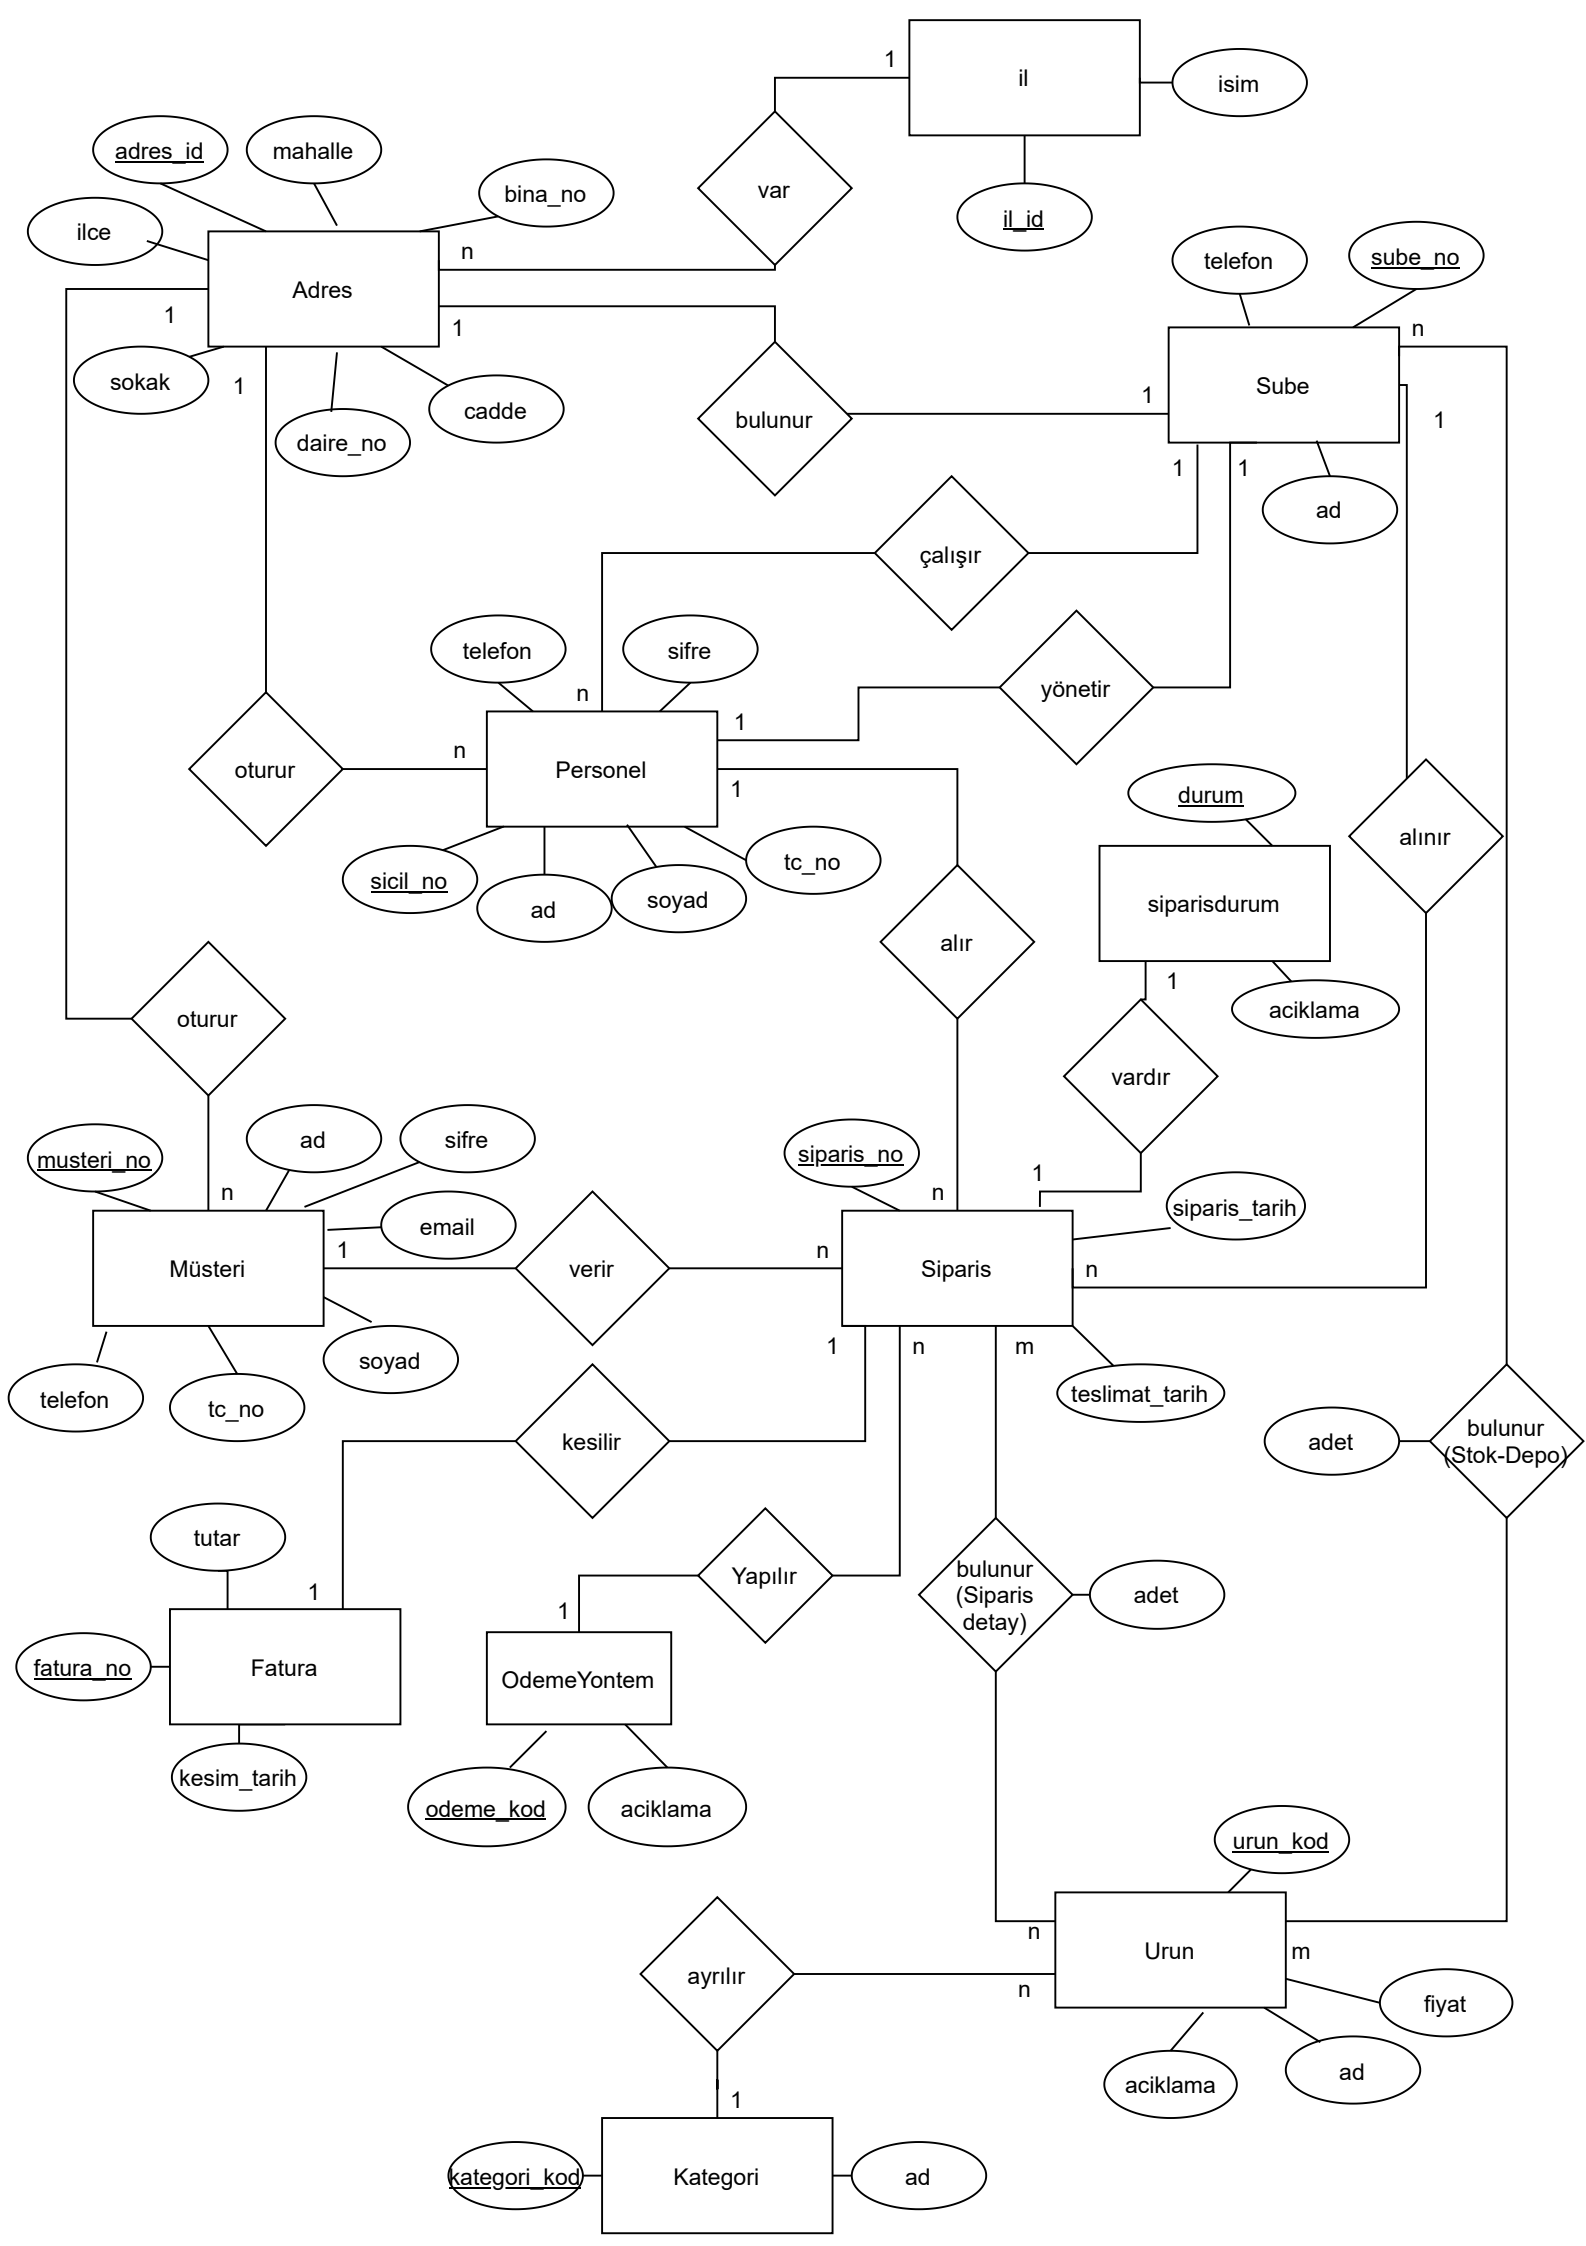 1
il
isim
adres_id
mahalle
var
bina_no
il_id
ilce
n
telefon
sube_no
Adres
1
1
n
sokak
1
cadde
Sube
1
bulunur
1
daire_no
1
1
ad
çalışır
telefon
sifre
n
1
yönetir
oturur
n
Personel
1
durum
alınır
sicil_no
ad
soyad
tc_no
siparisdurum
alır
1
aciklama
oturur
vardır
musteri_no
ad
sifre
siparis_no
1
n
n
siparis_tarih
email
Müsteri
1
verir
n
Siparis
n
1
n
m
soyad
telefon
tc_no
teslimat_tarih
kesilir
adet
bulunur
(Stok-Depo)
tutar
1
Yapılır
bulunur
(Siparis
detay)
adet
1
fatura_no
Fatura
OdemeYontem
kesim_tarih
odeme_kod
aciklama
urun_kod
n
Urun
m
ayrılır
n
fiyat
aciklama
ad
1
kategori_kod
Kategori
ad